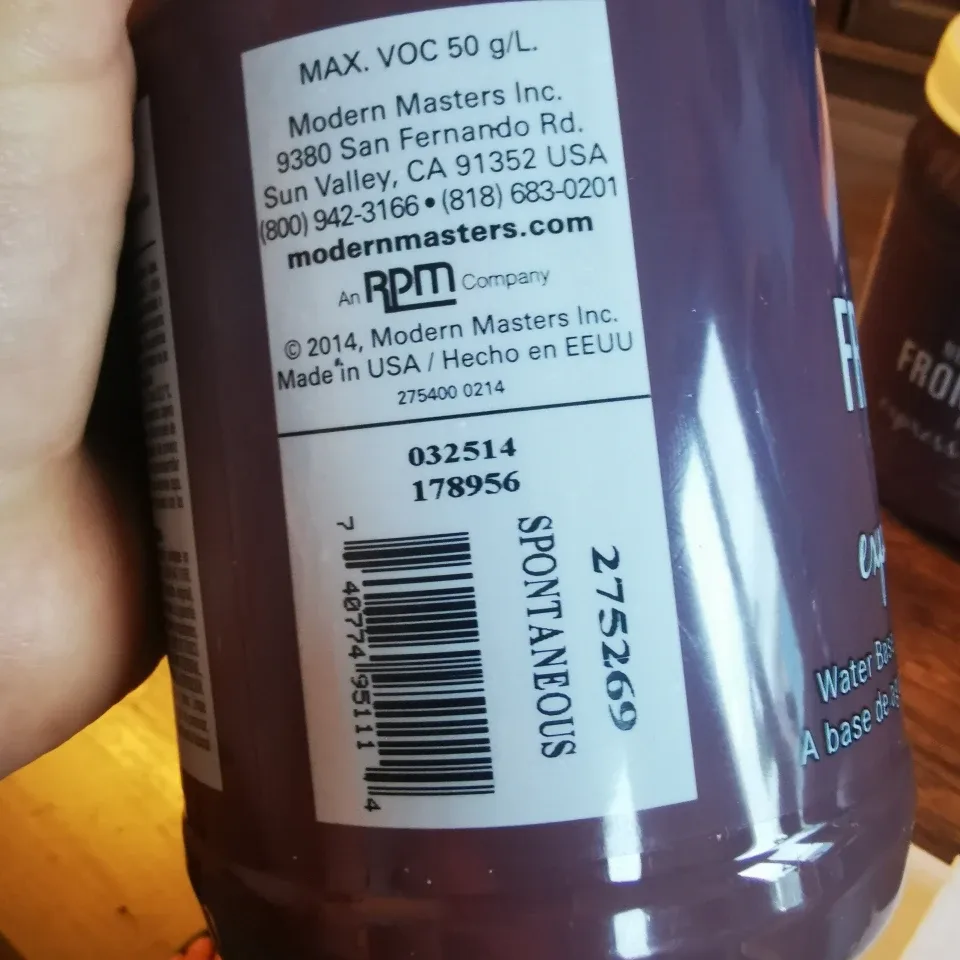 MAX. VOC 50 g/L.
Modern Masters Inc.
9380 San Fernando Rd.
Sun Valley, CA 91352 USA
(800) 942-3166 • (818) 683-0201
modernmasters.com
An RPM Company
© 2014, Modern Masters Inc.
Made in USA / Hecho en EEUU
275400 0214
032514
178956
7 40774 95111 4
SPONTANEOUS
275269
Water
A base de